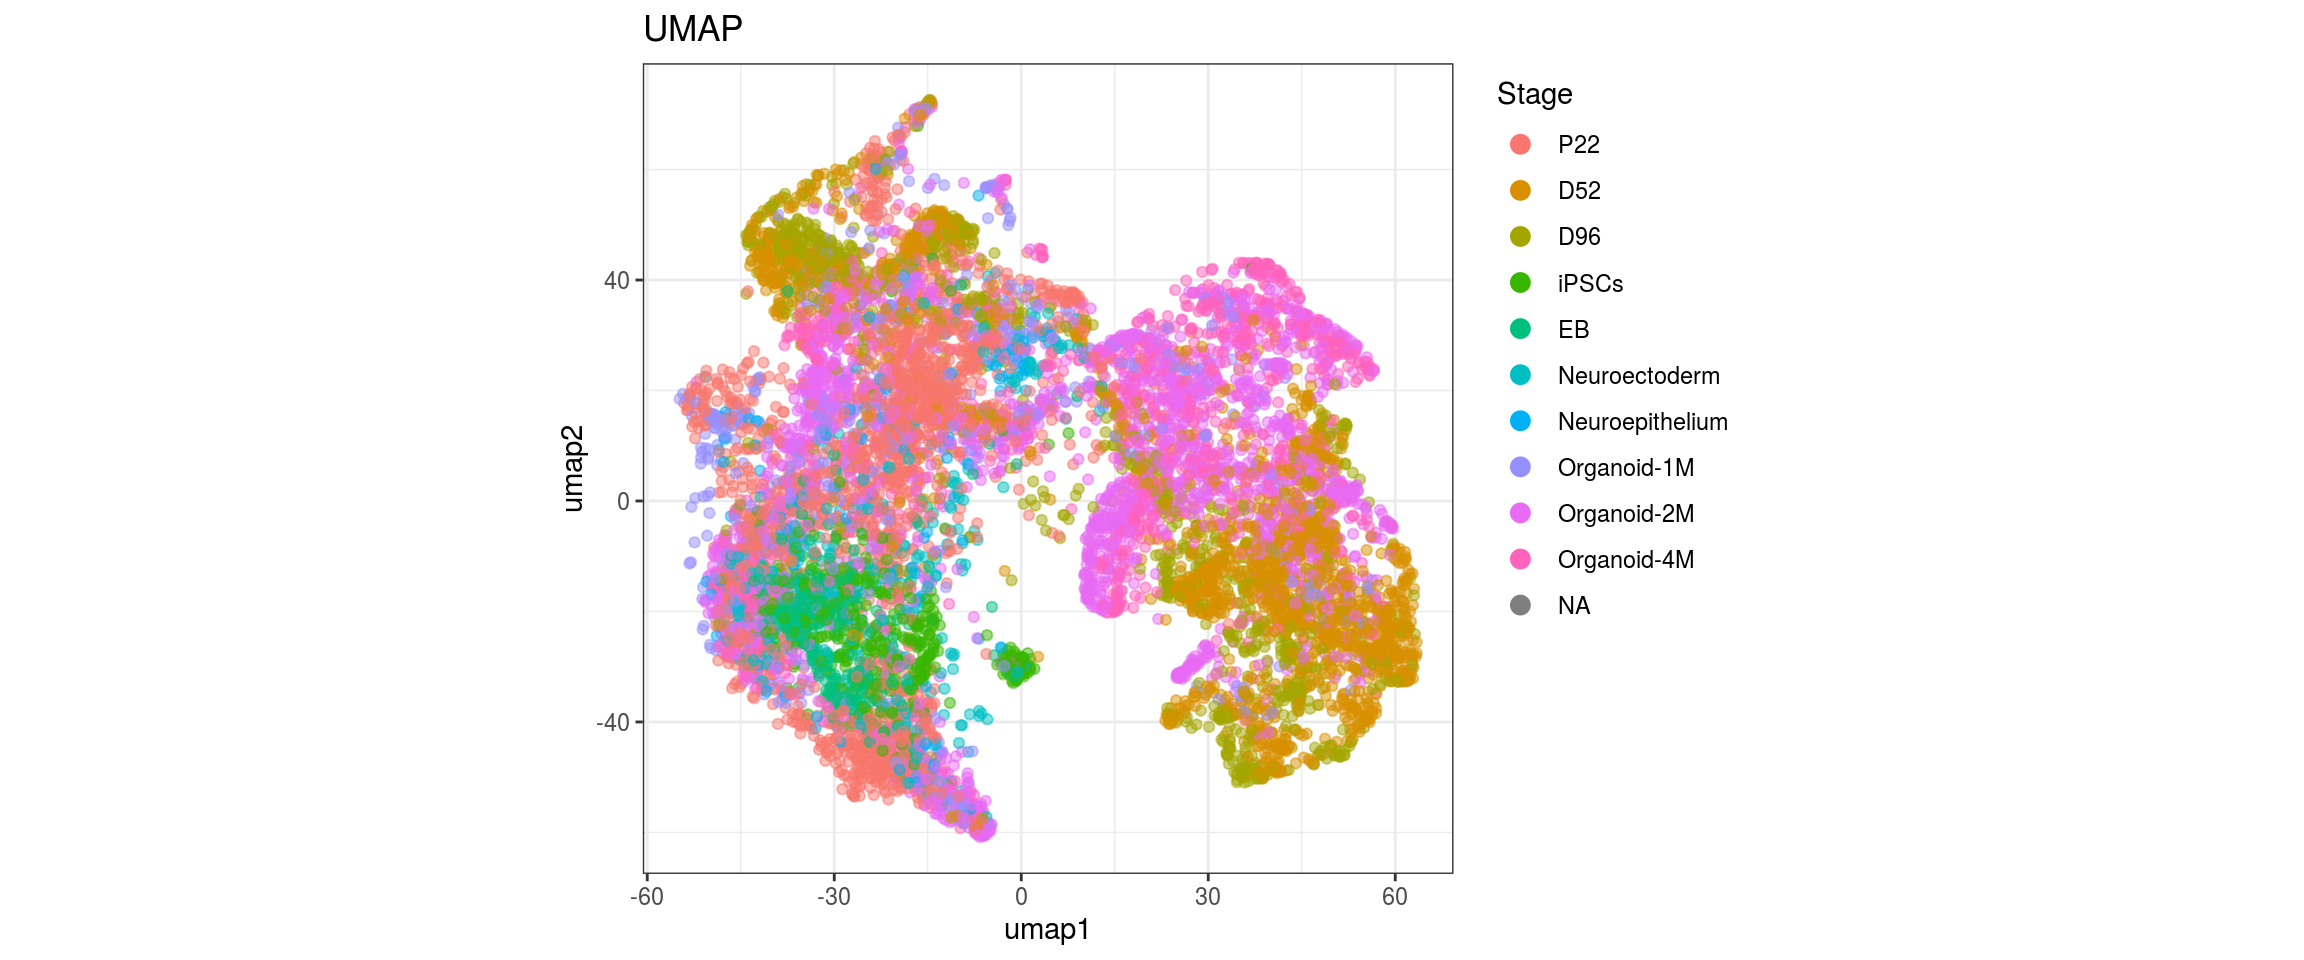 UMAP
umap2
40
0
-40
-60
-30
0
30
60
umap1
Stage
P22
D52
D96
iPSCs
EB
Neuroectoderm
Neuroepithelium
Organoid-1M
Organoid-2M
Organoid-4M
NA